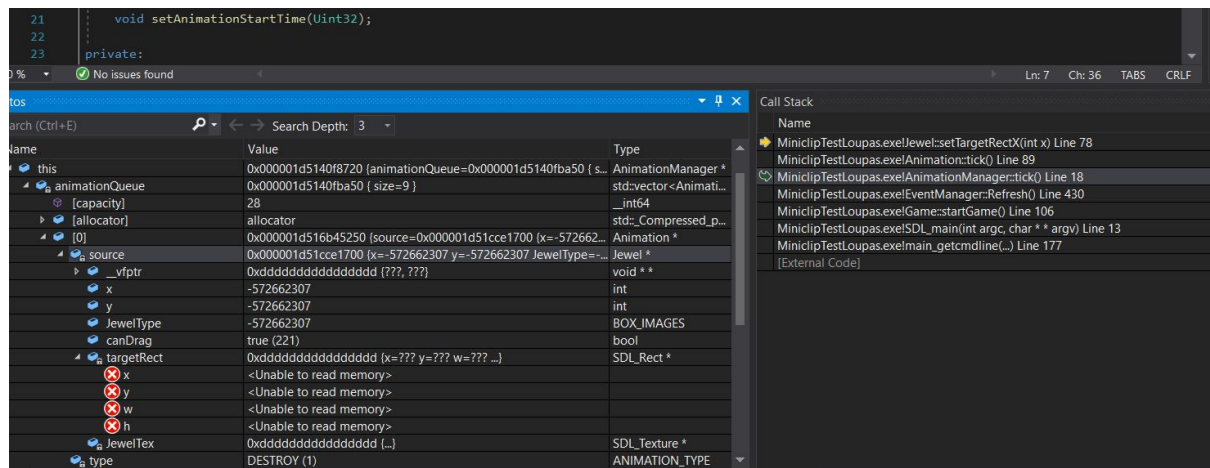 21 void setAnimationStartTime(Uint32);
22
23 private:
0 % No issues found Ln: 7 Ch: 36 TABS CRLF
tos
arch (Ctrl+E) Search Depth: 3
Name Value Type
this 0x000001d5140f8720 {animationQueue=0x000001d5140fba50 { s... AnimationManager *
animationQueue 0x000001d5140fba50 { size=9 } std::vector<Animati...
[capacity] 28 __int64
[allocator] allocator std::_Compressed_p...
[0] 0x000001d516b45250 {source=0x000001d51cce1700 {x=-572662... Animation *
source 0x000001d51cce1700 {x=-572662307 y=-572662307 JewelType=-... Jewel *
__vfptr 0xdddddddddddddddd {???, ???} void * *
x -572662307 int
y -572662307 int
JewelType -572662307 BOX_IMAGES
canDrag true (221) bool
targetRect 0xdddddddddddddddd {x=??? y=??? w=??? ...} SDL_Rect *
x <Unable to read memory>
y <Unable to read memory>
w <Unable to read memory>
h <Unable to read memory>
JewelTex 0xdddddddddddddddd {...} SDL_Texture *
type DESTROY (1) ANIMATION_TYPE
Call Stack
Name
MiniclipTestLoupas.exe!Jewel::setTargetRectX(int x) Line 78
MiniclipTestLoupas.exe!Animation::tick() Line 89
MiniclipTestLoupas.exe!AnimationManager::tick() Line 18
MiniclipTestLoupas.exe!EventManager::Refresh() Line 430
MiniclipTestLoupas.exe!Game::startGame() Line 106
MiniclipTestLoupas.exe!SDL_main(int argc, char * * argv) Line 13
MiniclipTestLoupas.exe!main_getcmdline(...) Line 177
[External Code]